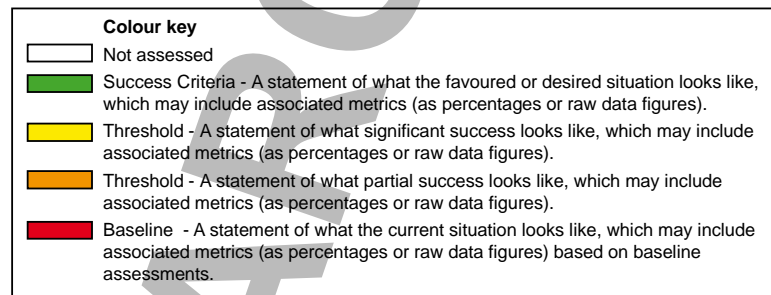 Colour key
Not assessed
Success Criteria - A statement of what the favoured or desired situation looks like,
which may include associated metrics (as percentages or raw data figures).
Threshold - A statement of what significant success looks like, which may include
associated metrics (as percentages or raw data figures).
Threshold - A statement of what partial success looks like, which may include
associated metrics (as percentages or raw data figures).
Baseline - A statement of what the current situation looks like, which may include
associated metrics (as percentages or raw data figures) based on baseline
assessments.